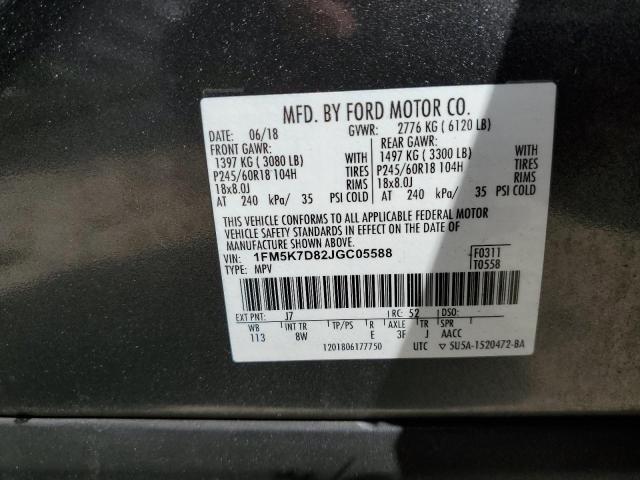 MFD. BY FORD MOTOR CO.
DATE: 06/18 GVWR: 2776 KG ( 6120 LB)
FRONT GAWR: REAR GAWR:
1397 KG ( 3080 LB) WITH 1497 KG ( 3300 LB) WITH
P245/60R18 104H TIRES P245/60R18 104H TIRES
18x8.0J RIMS 18x8.0J RIMS
AT 240 kPa/ 35 PSI COLD AT 240 kPa/ 35 PSI COLD
THIS VEHICLE CONFORMS TO ALL APPLICABLE FEDERAL MOTOR
VEHICLE SAFETY STANDARDS IN EFFECT ON THE DATE OF
MANUFACTURE SHOWN ABOVE.
VIN: 1FM5K7D82JGC05588 F0311
TYPE: MPV T0558
EXT PNT: J7 RC: 52 DSO:
WB INT TR TP/PS R AXLE TR SPR
113 8W E 3F J AACC
1201806177750 UTC ▽ 5U5A-1520472-BA